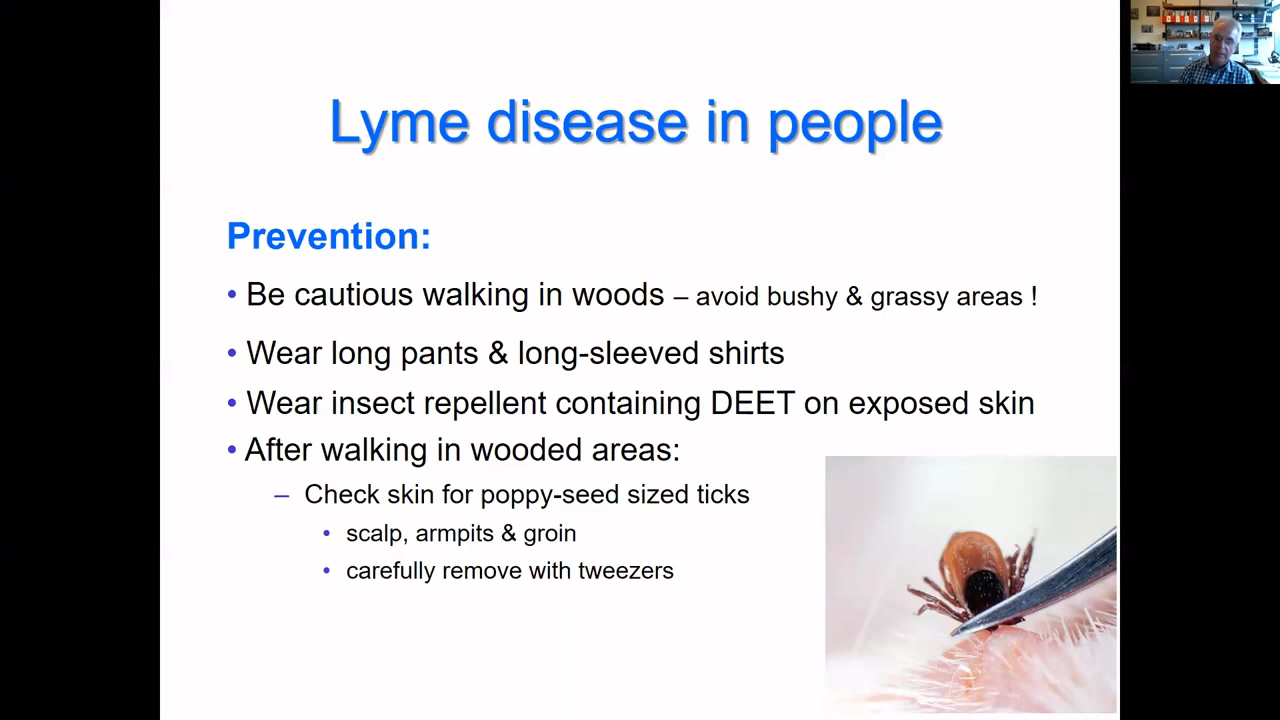 Lyme disease in people
Prevention:
• Be cautious walking in woods – avoid bushy & grassy areas !
• Wear long pants & long-sleeved shirts
• Wear insect repellent containing DEET on exposed skin
• After walking in wooded areas:
– Check skin for poppy-seed sized ticks
• scalp, armpits & groin
• carefully remove with tweezers